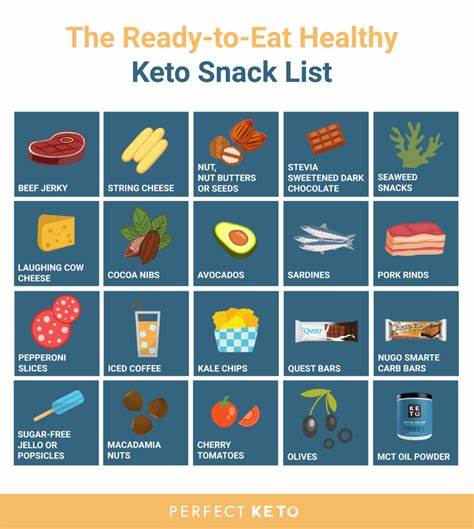 The Ready-to-Eat Healthy
Keto Snack List
BEEF JERKY
STRING CHEESE
NUT,
NUT BUTTERS
OR SEEDS
STEVIA
SWEETENED DARK
CHOCOLATE
SEAWEED
SNACKS
LAUGHING COW
CHEESE
COCOA NIBS
AVOCADOS
SARDINES
PORK RINDS
PEPPERONI
SLICES
ICED COFFEE
KALE CHIPS
QUEST
QUEST BARS
NUGO SMARTE
CARB BARS
SUGAR-FREE
JELLO OR
POPSICLES
MACADAMIA
NUTS
CHERRY
TOMATOES
OLIVES
KE
TO
MCT OIL POWDER
PERFECT KETO